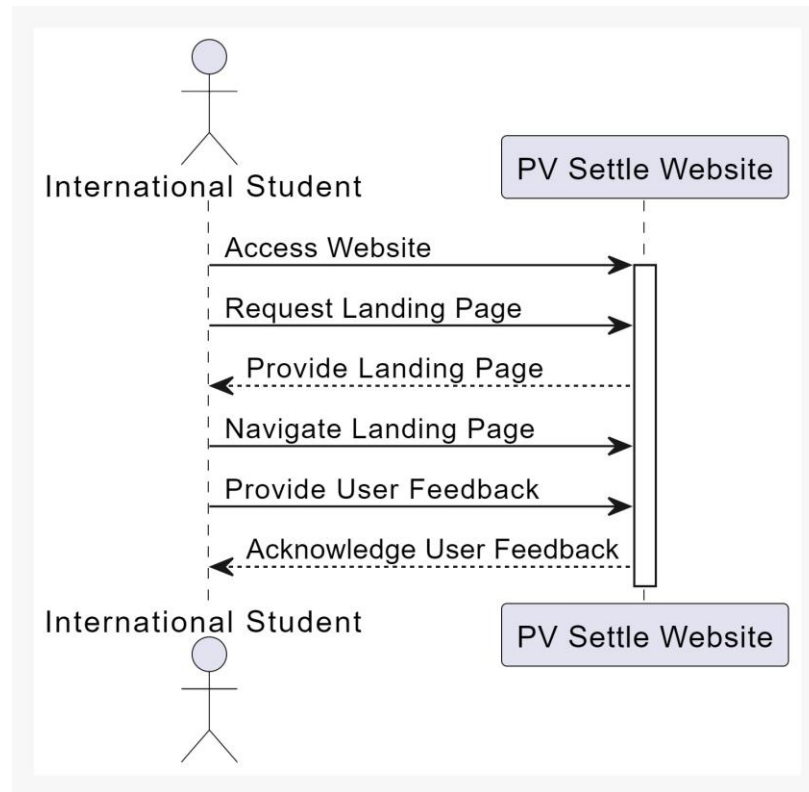 International Student
PV Settle Website
Access Website
Request Landing Page
Provide Landing Page
Navigate Landing Page
Provide User Feedback
Acknowledge User Feedback
International Student
PV Settle Website